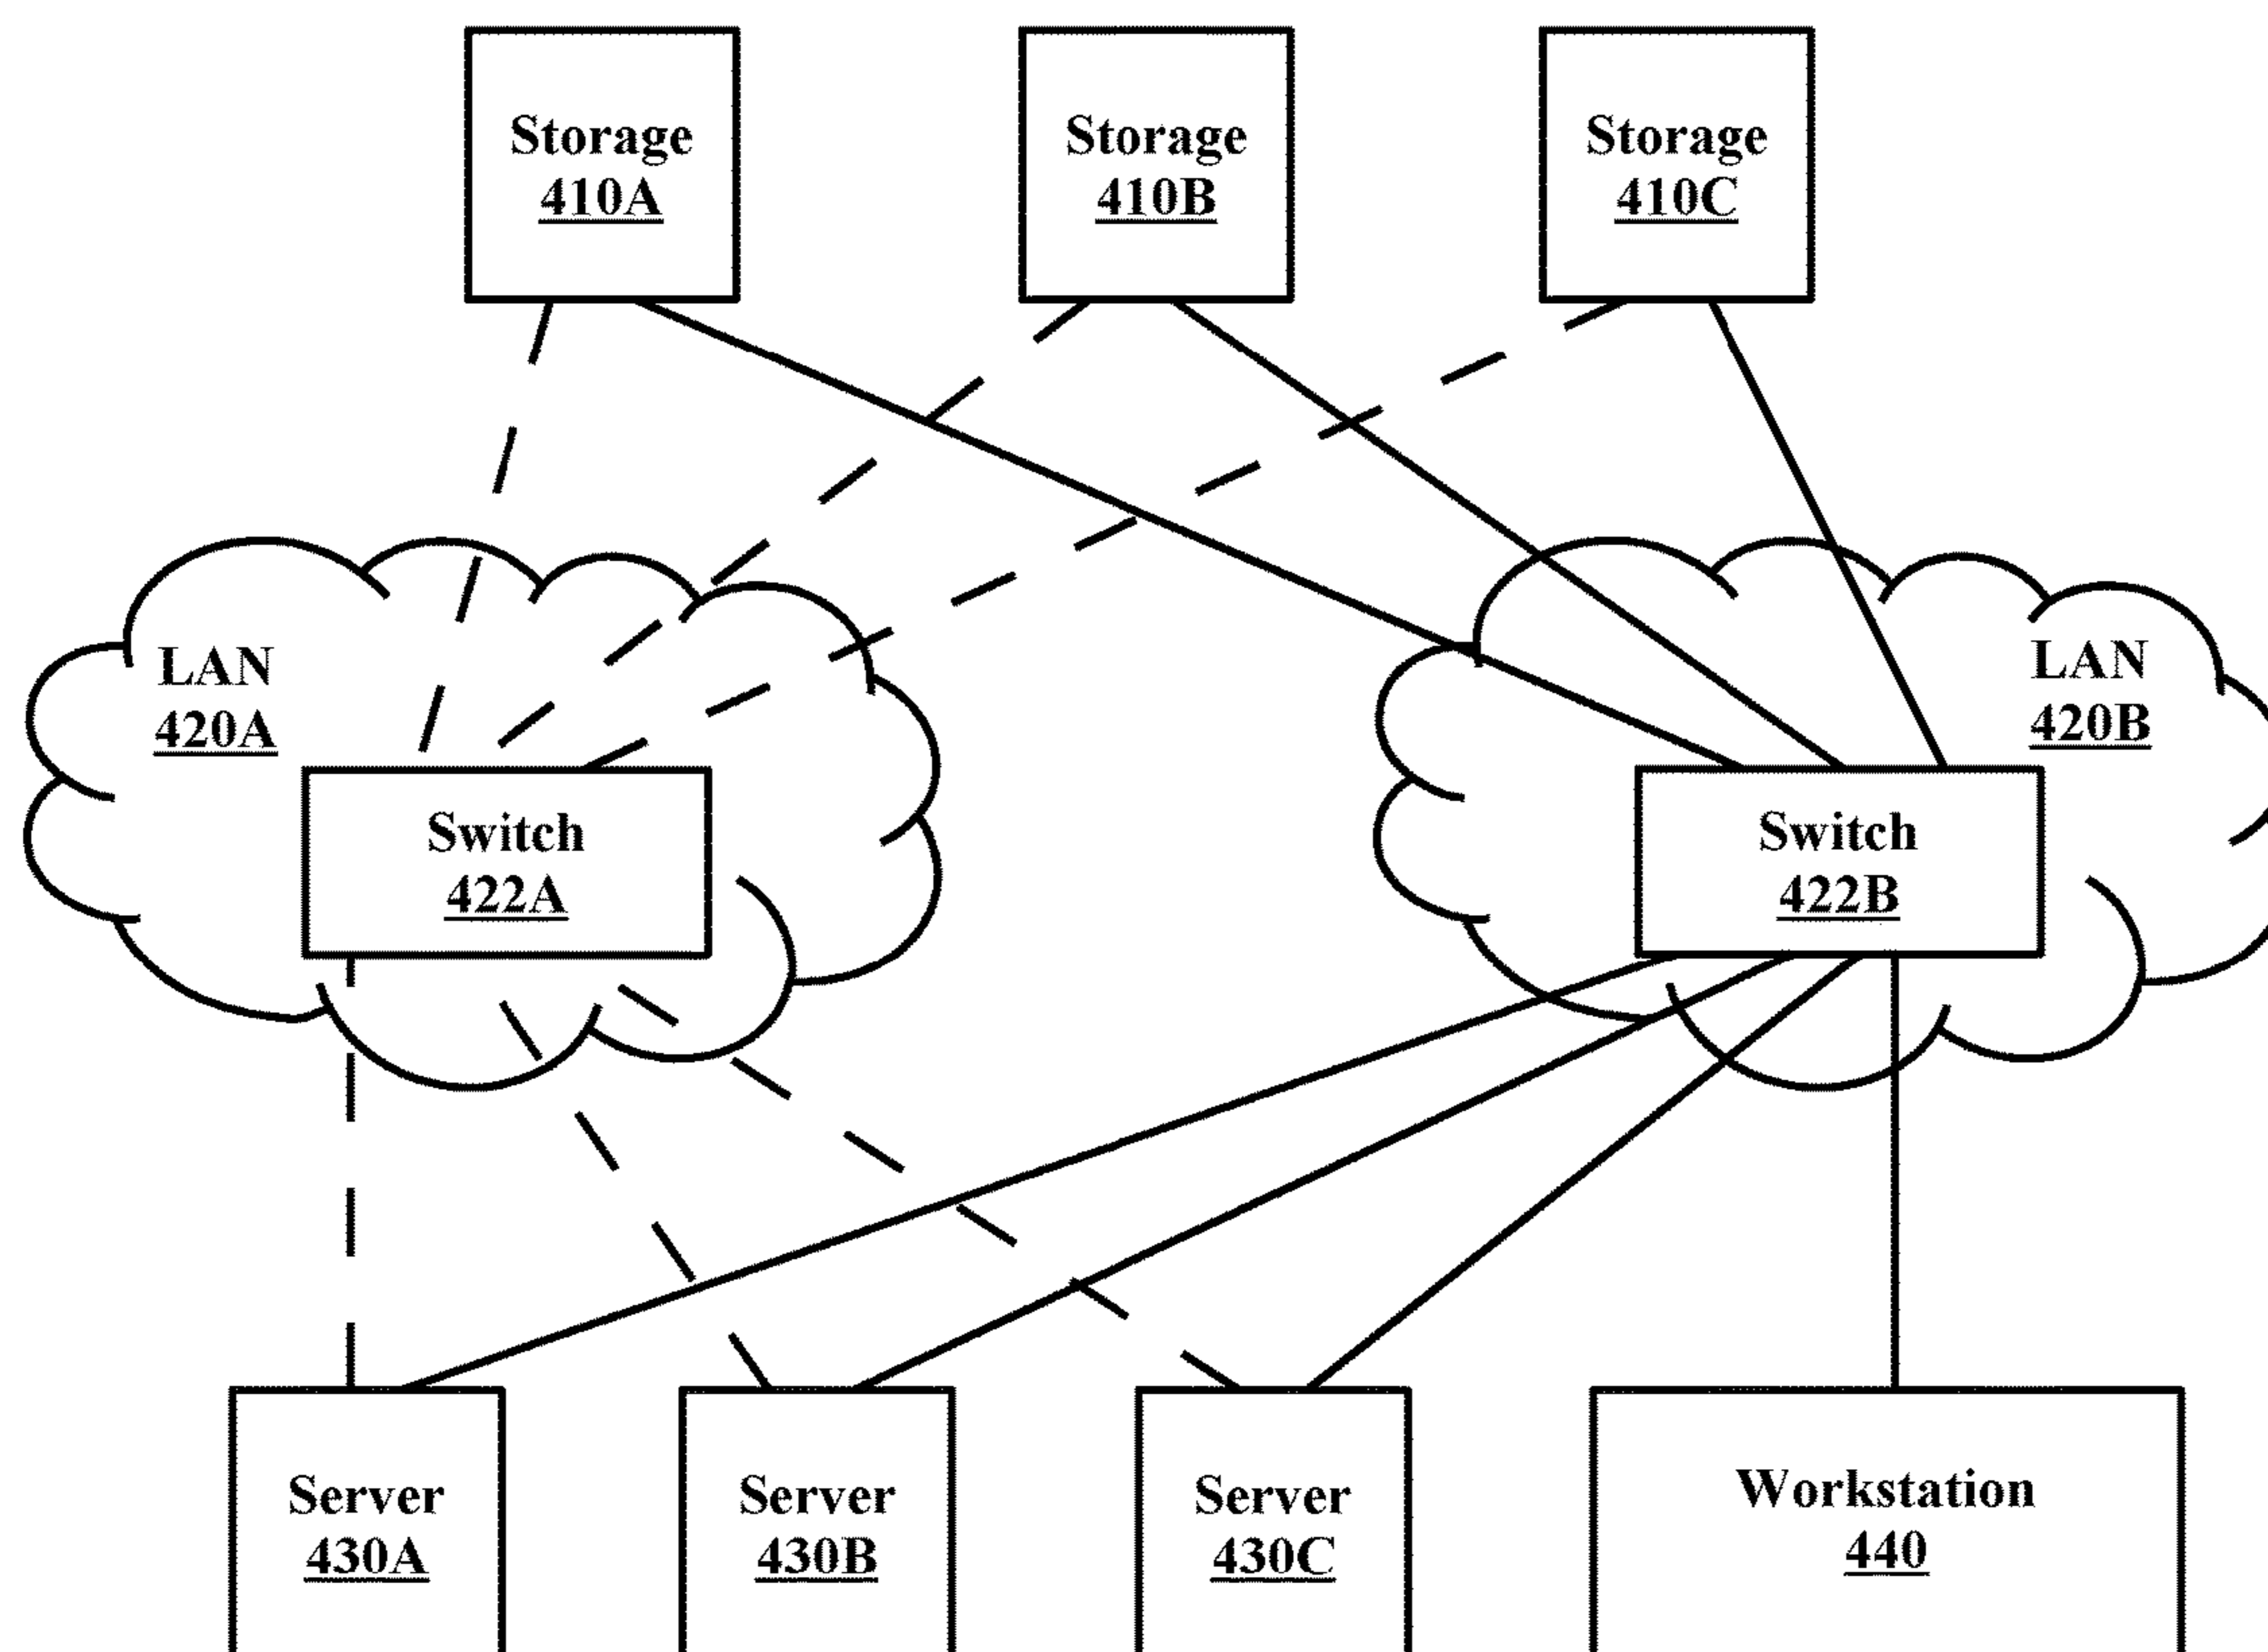 Storage
410A
Storage
410B
Storage
410C
LAN
420A
LAN
420B
Switch
422A
Switch
422B
Server
430A
Server
430B
Server
430C
Workstation
440